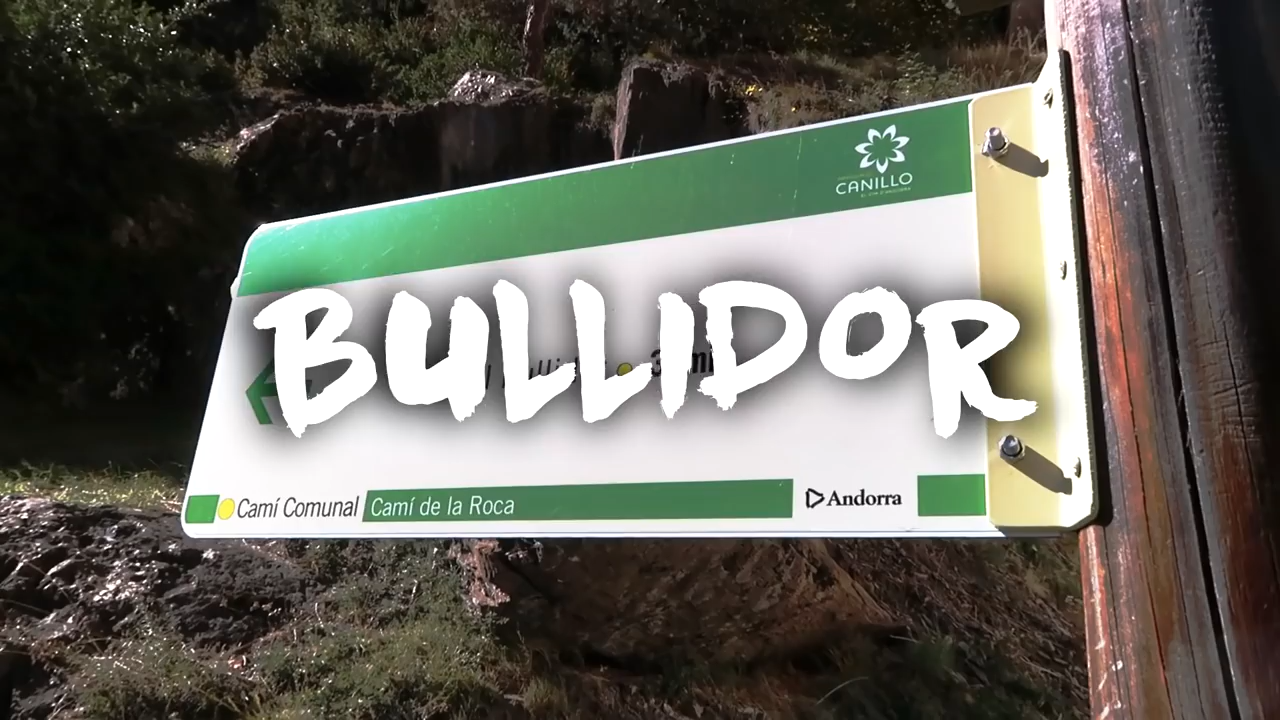 CANILLO
BULLIDOR
Camí Comunal
Camí de la Roca
Andorra